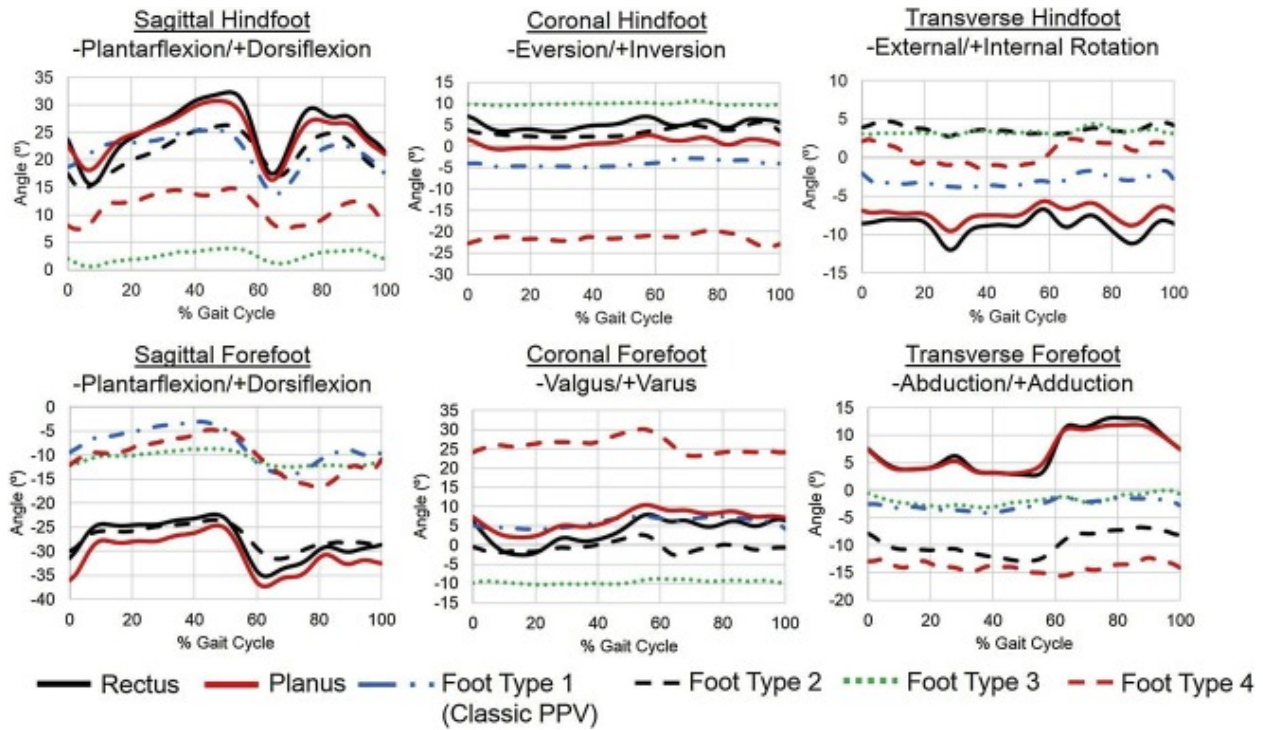 Sagittal Hindfoot
-Plantarflexion/+Dorsiflexion
35
30
25
20
15
10
5
0
Angle (º)
0 20 40 60 80 100
% Gait Cycle
Coronal Hindfoot
-Eversion/+Inversion
15
10
5
0
-5
-10
-15
-20
-25
-30
Angle (º)
0 20 40 60 80 100
% Gait Cycle
Transverse Hindfoot
-External/+Internal Rotation
10
5
0
-5
-10
-15
Angle (º)
0 20 40 60 80 100
% Gait Cycle
Sagittal Forefoot
-Plantarflexion/+Dorsiflexion
0
-5
-10
-15
-20
-25
-30
-35
-40
Angle (º)
0 20 40 60 80 100
% Gait Cycle
Coronal Forefoot
-Valgus/+Varus
35
30
25
20
15
10
5
0
-5
-10
-15
Angle (º)
0 20 40 60 80 100
% Gait Cycle
Transverse Forefoot
-Abduction/+Adduction
15
10
5
0
-5
-10
-15
-20
Angle (º)
0 20 40 60 80 100
% Gait Cycle
Rectus
Planus
Foot Type 1
(Classic PPV)
Foot Type 2
Foot Type 3
Foot Type 4